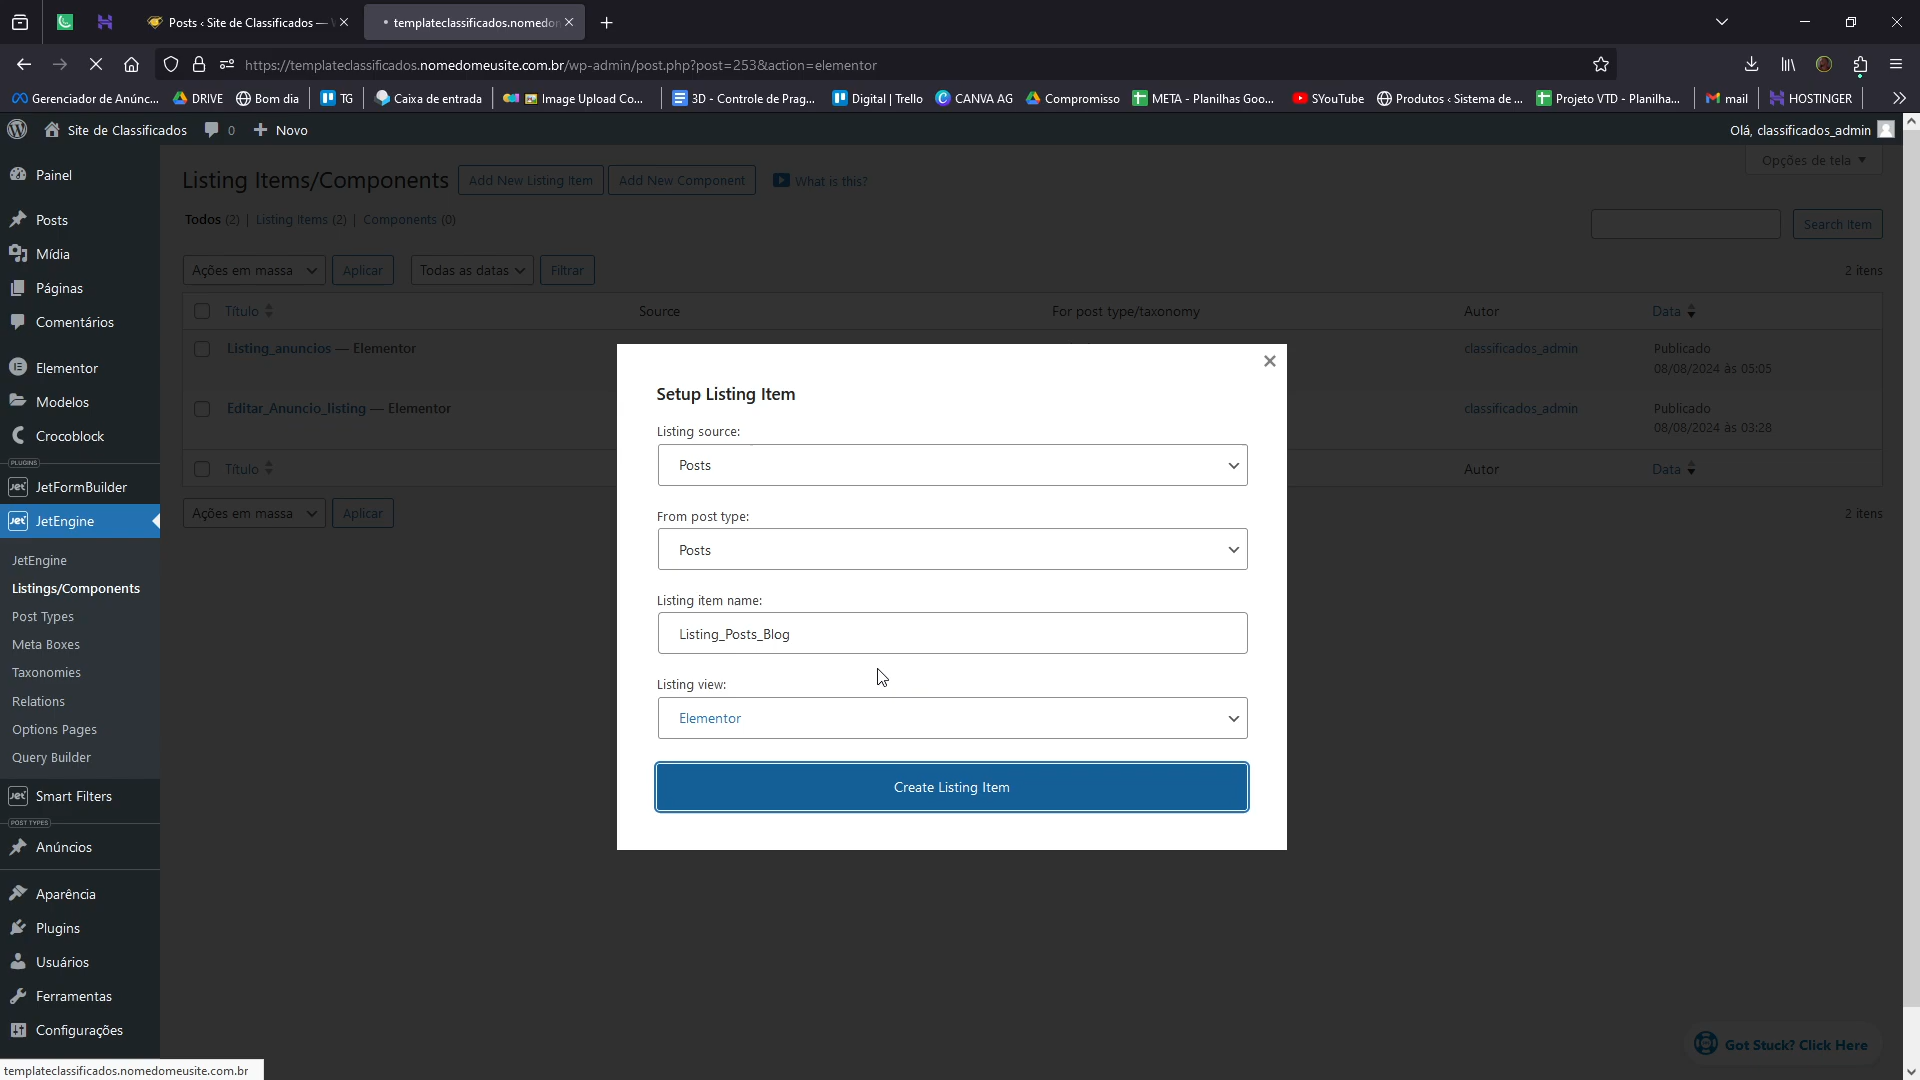 Posts ‹ Site de Classificados —
templateclassificados.nomedor
https://templateclassificados.nomedomeusite.com.br/wp-admin/post.php?post=253&action=elementor
Gerenciador de Anúnc...
DRIVE
Bom dia
TG
Caixa de entrada
Image Upload Co...
3D - Controle de Prag...
Digital | Trello
CANVA AG
Compromisso
META - Planilhas Goo...
SYouTube
Produtos ‹ Sistema de ...
Projeto VTD - Planilha...
mail
HOSTINGER
Site de Classificados
0
Novo
Olá, classificados_admin
Painel
Posts
Mídia
Páginas
Comentários
Elementor
Modelos
Crocoblock
PLUGINS
JetFormBuilder
JetEngine
JetEngine
Listings/Components
Post Types
Meta Boxes
Taxonomies
Relations
Options Pages
Query Builder
Smart Filters
POST TYPES
Anúncios
Aparência
Plugins
Usuários
Ferramentas
Configurações
Opções de tela
Listing Items/Components
Add New Listing Item
Add New Component
What is this?
Todos (2) | Listing Items (2) | Components (0)
Search Item
Ações em massa
Aplicar
Todas as datas
Filtrar
2 itens
Título
Source
For post type/taxonomy
Autor
Data
Listing_anuncios — Elementor
classificados_admin
Publicado
08/08/2024 às 05:05
Editar_Anuncio_listing — Elementor
classificados_admin
Publicado
08/08/2024 às 03:28
Título
Autor
Data
Ações em massa
Aplicar
2 itens
Setup Listing Item
Listing source:
Posts
From post type:
Posts
Listing item name:
Listing_Posts_Blog
Listing view:
Elementor
Create Listing Item
Got Stuck? Click Here
templateclassificados.nomedomeusite.com.br